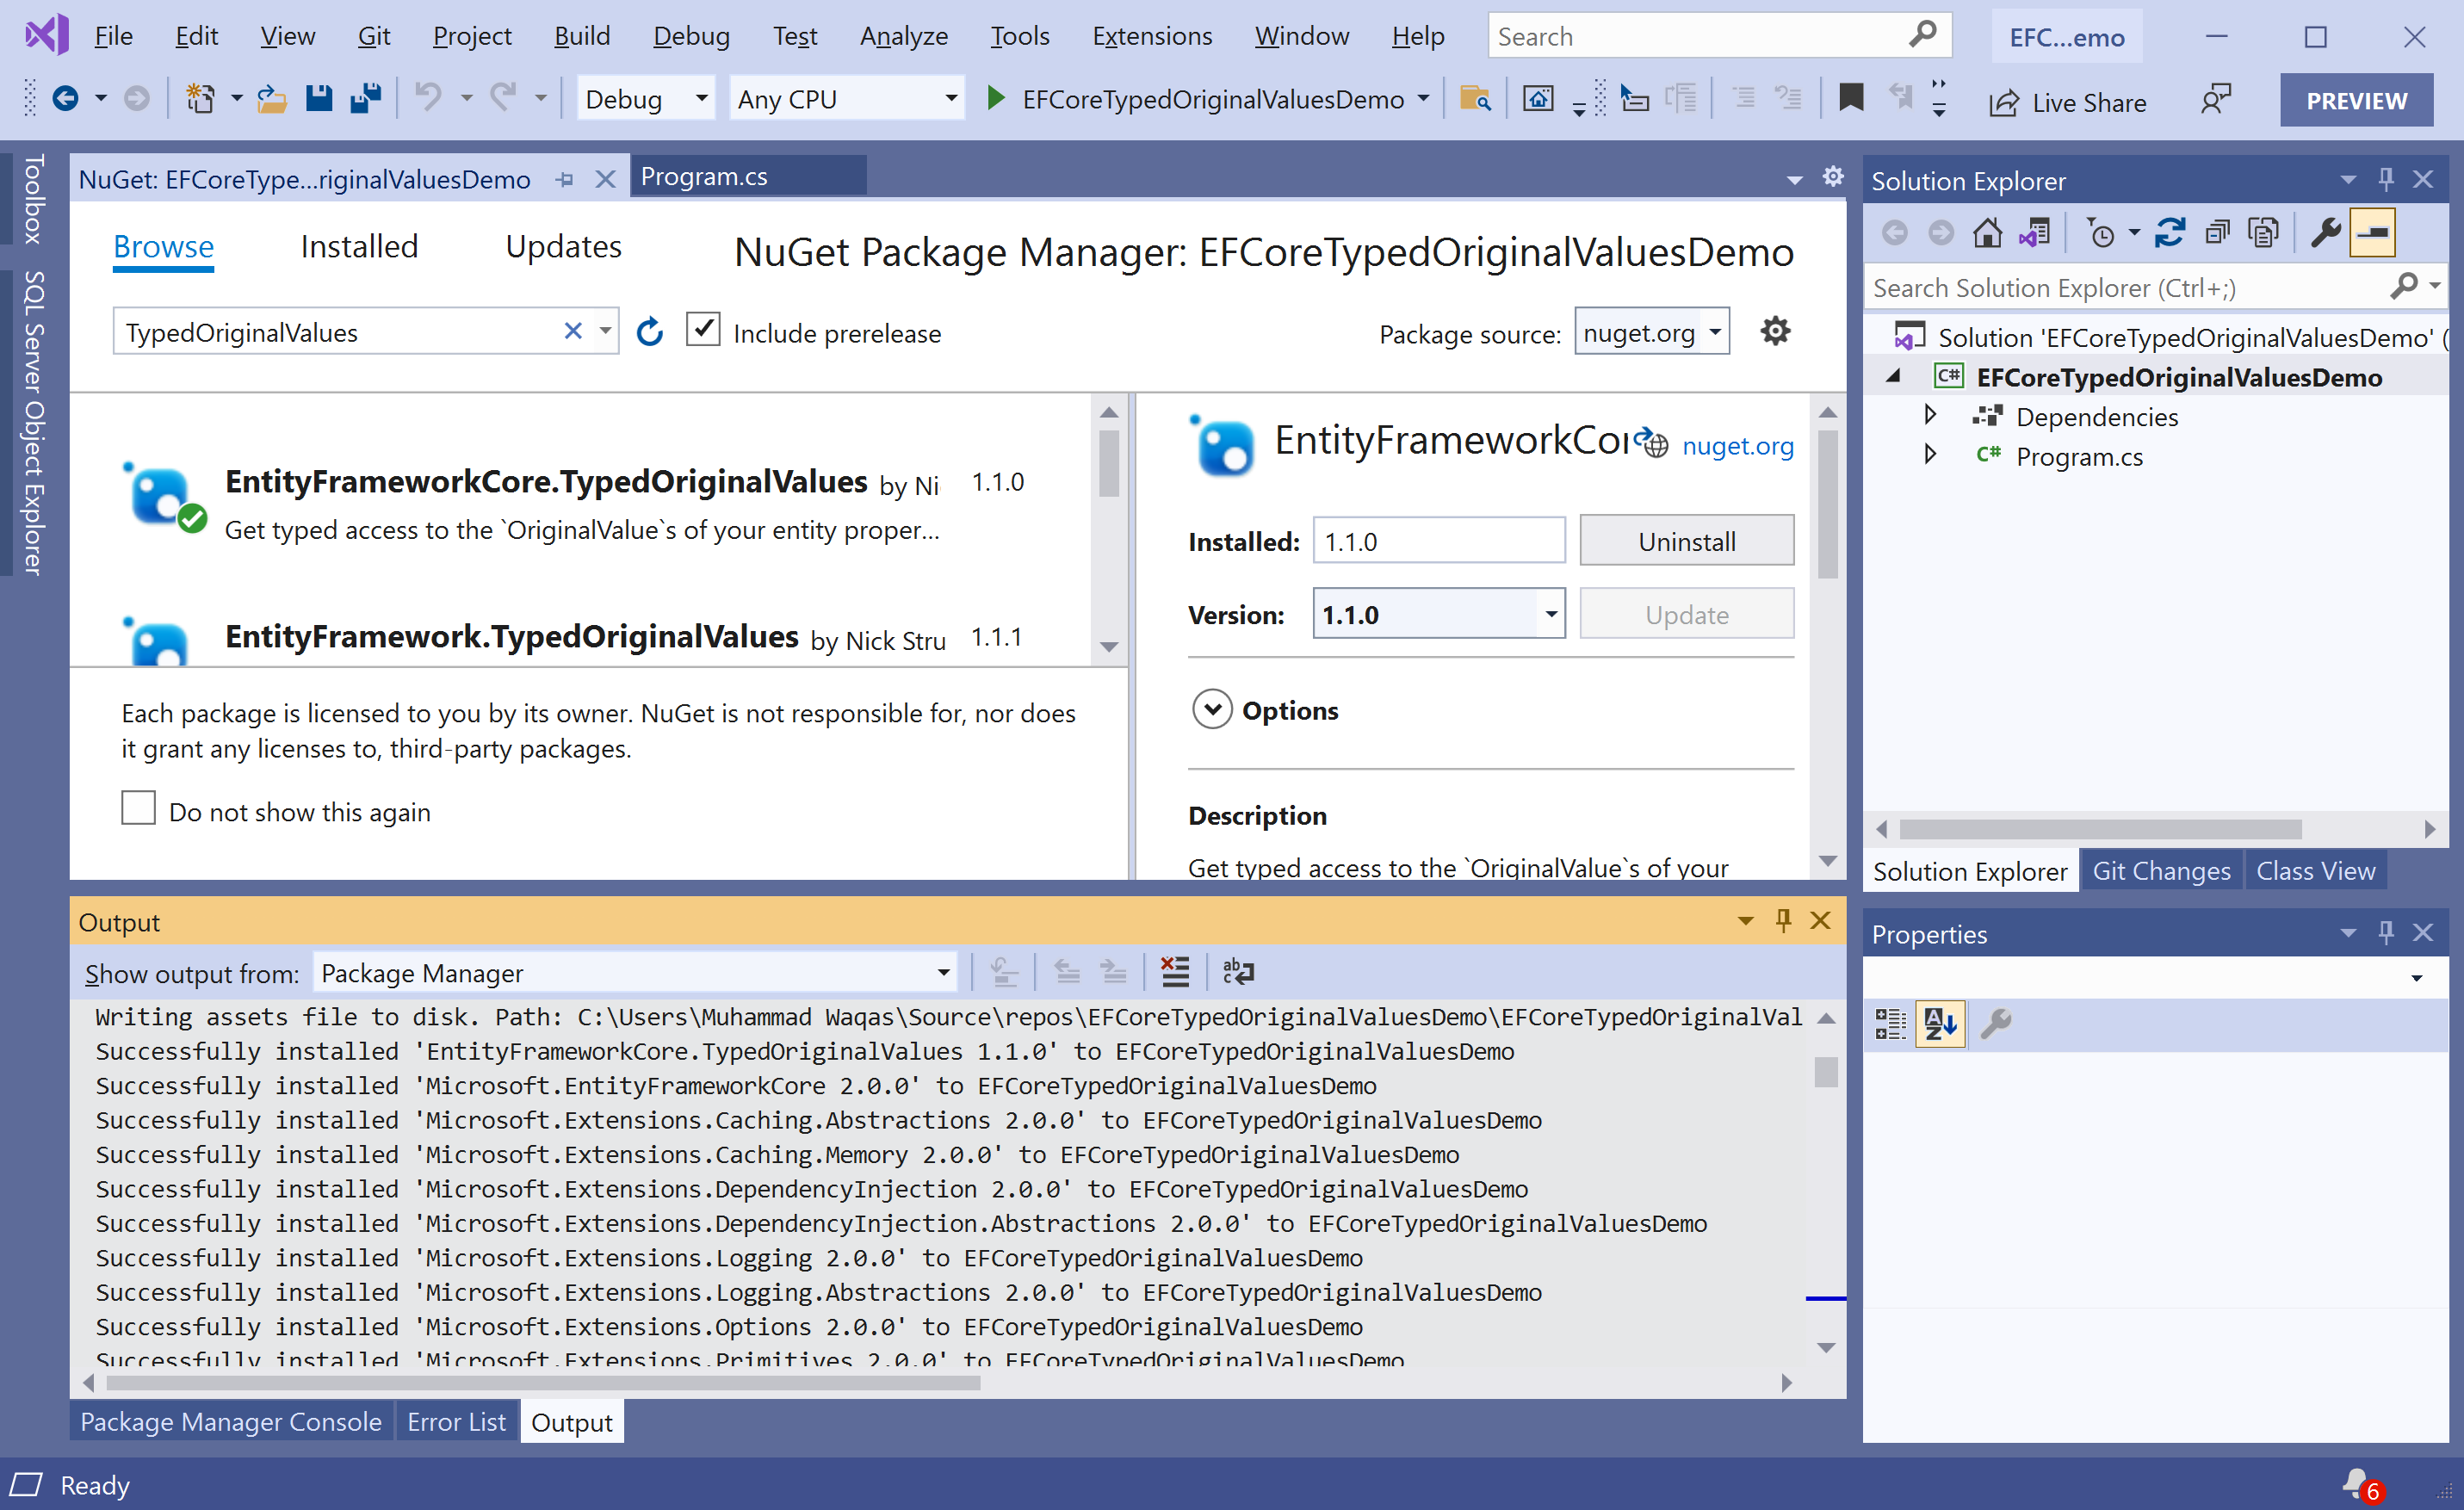 File Edit View Git Project Build Debug Test Analyze Tools Extensions Window Help Search EFC...emo
Debug Any CPU EFCoreTypedOriginalValuesDemo Live Share PREVIEW
Toolbox
SQL Server Object Explorer
NuGet: EFCoreType...riginalValuesDemo Program.cs
Browse Installed Updates NuGet Package Manager: EFCoreTypedOriginalValuesDemo
TypedOriginalValues Include prerelease Package source: nuget.org
EntityFrameworkCore.TypedOriginalValues by Ni 1.1.0
Get typed access to the `OriginalValue`s of your entity proper...
EntityFramework.TypedOriginalValues by Nick Stru 1.1.1
Each package is licensed to you by its owner. NuGet is not responsible for, nor does
it grant any licenses to, third-party packages.
Do not show this again
EntityFrameworkCor nuget.org
Installed: 1.1.0 Uninstall
Version: 1.1.0 Update
Options
Description
Get typed access to the `OriginalValue`s of your
Output
Show output from: Package Manager
Writing assets file to disk. Path: C:\Users\Muhammad Waqas\Source\repos\EFCoreTypedOriginalValuesDemo\EFCoreTypedOriginalVal
Successfully installed 'EntityFrameworkCore.TypedOriginalValues 1.1.0' to EFCoreTypedOriginalValuesDemo
Successfully installed 'Microsoft.EntityFrameworkCore 2.0.0' to EFCoreTypedOriginalValuesDemo
Successfully installed 'Microsoft.Extensions.Caching.Abstractions 2.0.0' to EFCoreTypedOriginalValuesDemo
Successfully installed 'Microsoft.Extensions.Caching.Memory 2.0.0' to EFCoreTypedOriginalValuesDemo
Successfully installed 'Microsoft.Extensions.DependencyInjection 2.0.0' to EFCoreTypedOriginalValuesDemo
Successfully installed 'Microsoft.Extensions.DependencyInjection.Abstractions 2.0.0' to EFCoreTypedOriginalValuesDemo
Successfully installed 'Microsoft.Extensions.Logging 2.0.0' to EFCoreTypedOriginalValuesDemo
Successfully installed 'Microsoft.Extensions.Logging.Abstractions 2.0.0' to EFCoreTypedOriginalValuesDemo
Successfully installed 'Microsoft.Extensions.Options 2.0.0' to EFCoreTypedOriginalValuesDemo
Successfully installed 'Microsoft.Extensions.Primitives 2.0.0' to EFCoreTypedOriginalValuesDemo
Package Manager Console Error List Output
Solution Explorer
Search Solution Explorer (Ctrl+;)
Solution 'EFCoreTypedOriginalValuesDemo' (
C# EFCoreTypedOriginalValuesDemo
Dependencies
C# Program.cs
Solution Explorer Git Changes Class View
Properties
Ready 6